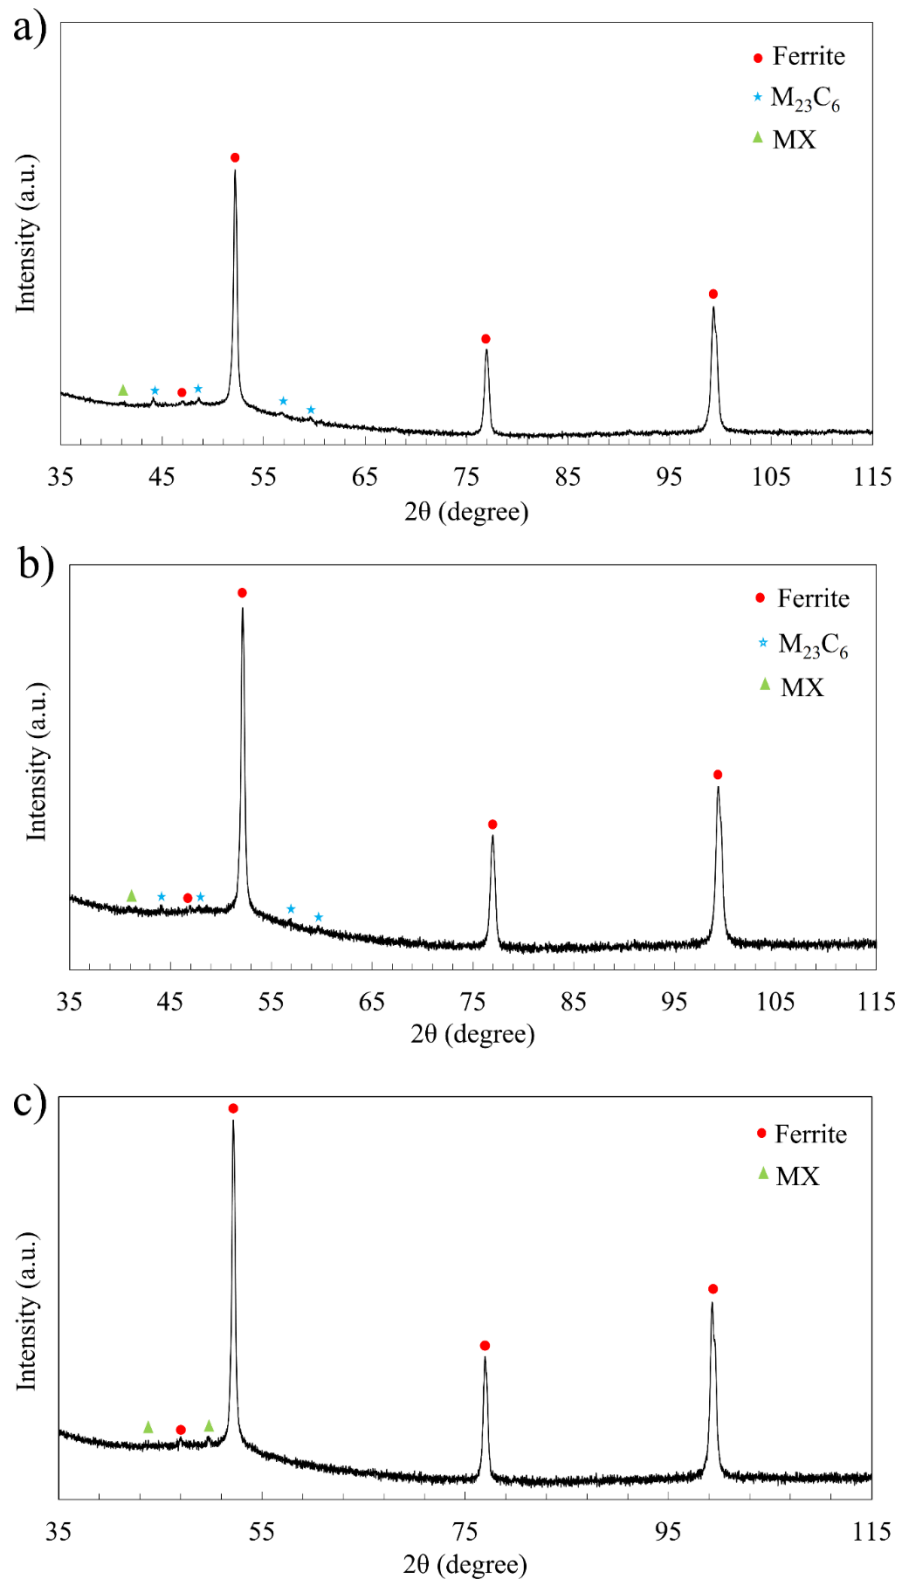 a)
Ferrite
M₂₃C₆
MX
Intensity (a.u.)
35 45 55 65 75 85 95 105 115
2θ (degree)
b)
Ferrite
M₂₃C₆
MX
Intensity (a.u.)
35 45 55 65 75 85 95 105 115
2θ (degree)
c)
Ferrite
MX
Intensity (a.u.)
35 55 75 95 115
2θ (degree)